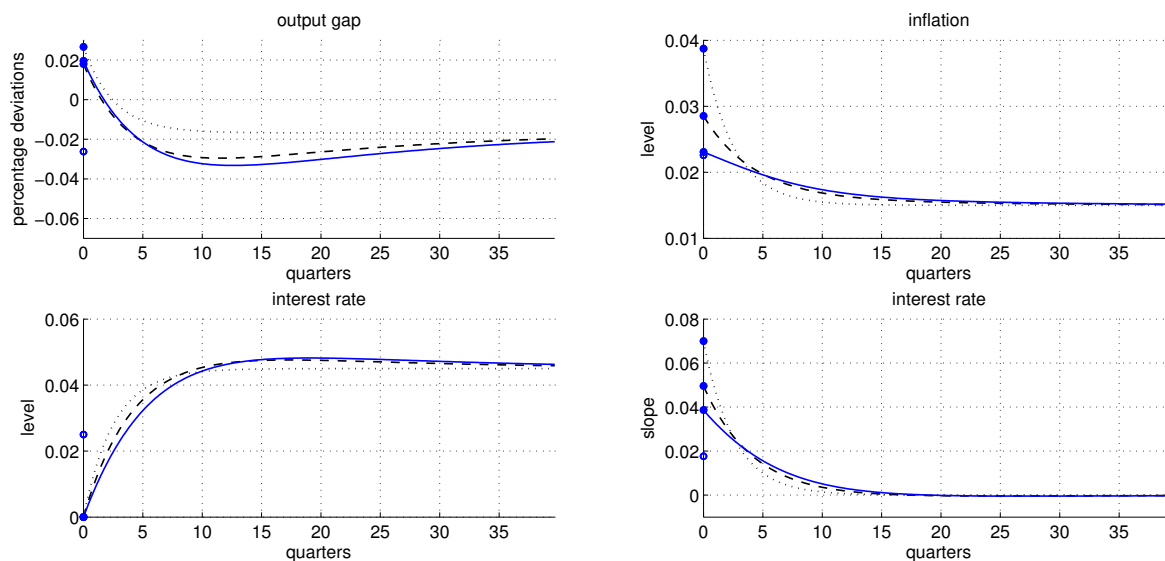 output gap
percentage deviations
0.02
0
−0.02
−0.04
−0.06
0 5 10 15 20 25 30 35
quarters
inflation
level
0.04
0.03
0.02
0.01
0 5 10 15 20 25 30 35
quarters
interest rate
level
0.06
0.04
0.02
0
0 5 10 15 20 25 30 35
quarters
interest rate
slope
0.08
0.06
0.04
0.02
0
0 5 10 15 20 25 30 35
quarters